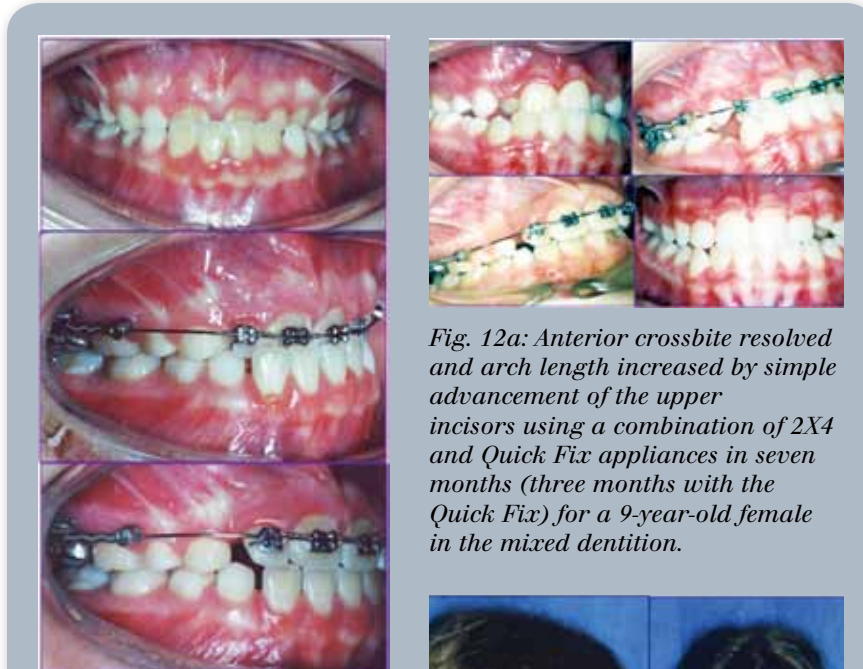 Fig. 12a: Anterior crossbite resolved
and arch length increased by simple
advancement of the upper
incisors using a combination of 2X4
and Quick Fix appliances in seven
months (three months with the
Quick Fix) for a 9-year-old female
in the mixed dentition.